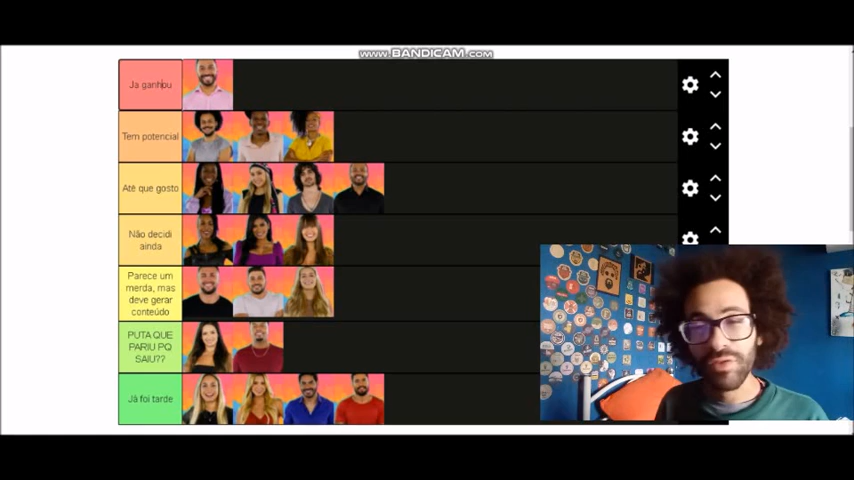 WWW.BANDICAM.COM
Ja ganhou
Tem potencial
Até que gosto
Não decidi
ainda
Parece um
merda, mas
deve gerar
conteúdo
PUTA QUE
PARIU PQ
SAIU??
Já foi tarde